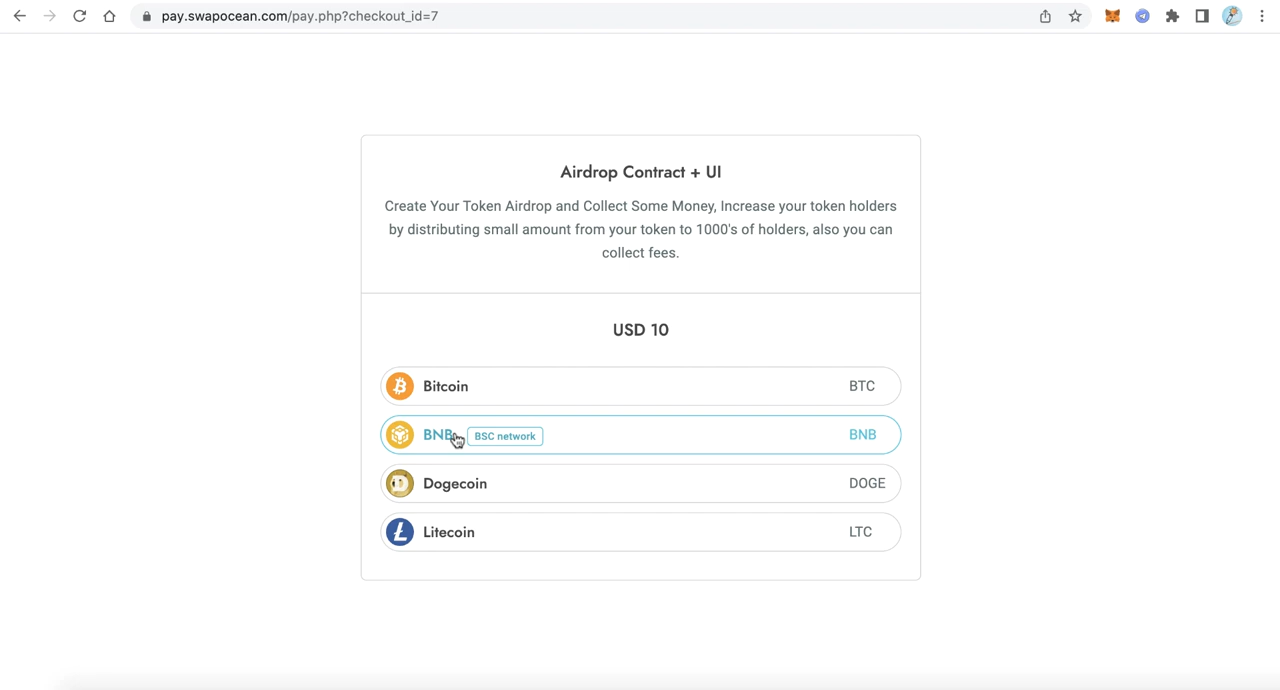 pay.swapocean.com/pay.php?checkout_id=7
Airdrop Contract + UI
Create Your Token Airdrop and Collect Some Money, Increase your token holders
by distributing small amount from your token to 1000's of holders, also you can
collect fees.
USD 10
Bitcoin BTC
BNB BSC network BNB
Dogecoin DOGE
Litecoin LTC